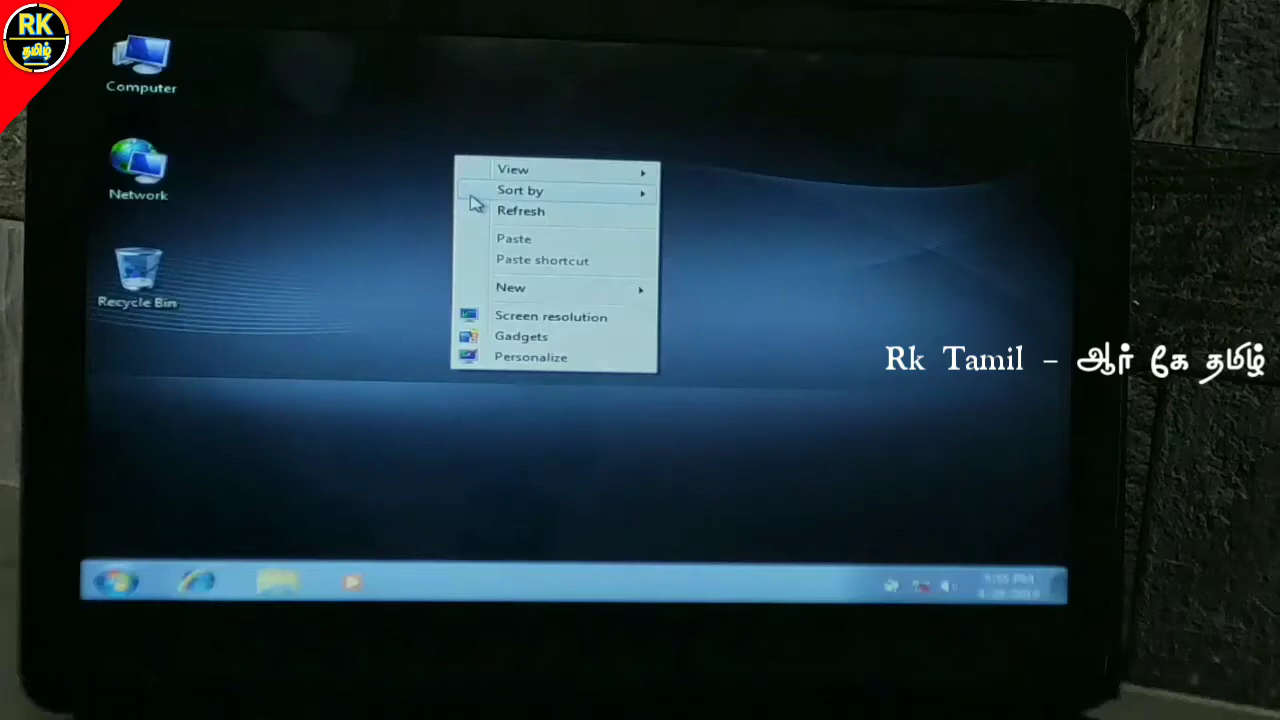 RK
தமிழ்
Computer
Network
Recycle Bin
View
Sort by
Refresh
Paste
Paste shortcut
New
Screen resolution
Gadgets
Personalize
Rk Tamil - ஆர் கே தமிழ்